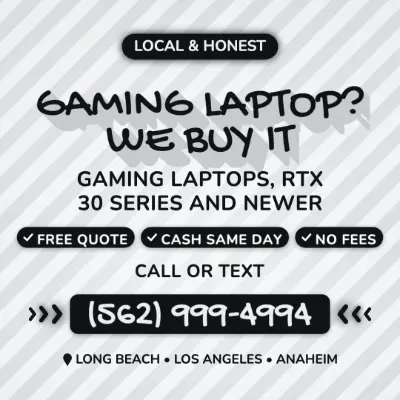 LOCAL & HONEST
GAMING LAPTOP?
WE BUY IT
GAMING LAPTOPS, RTX
30 SERIES AND NEWER
✓ FREE QUOTE ✓ CASH SAME DAY ✓ NO FEES
CALL OR TEXT
(562) 999-4994
LONG BEACH • LOS ANGELES • ANAHEIM